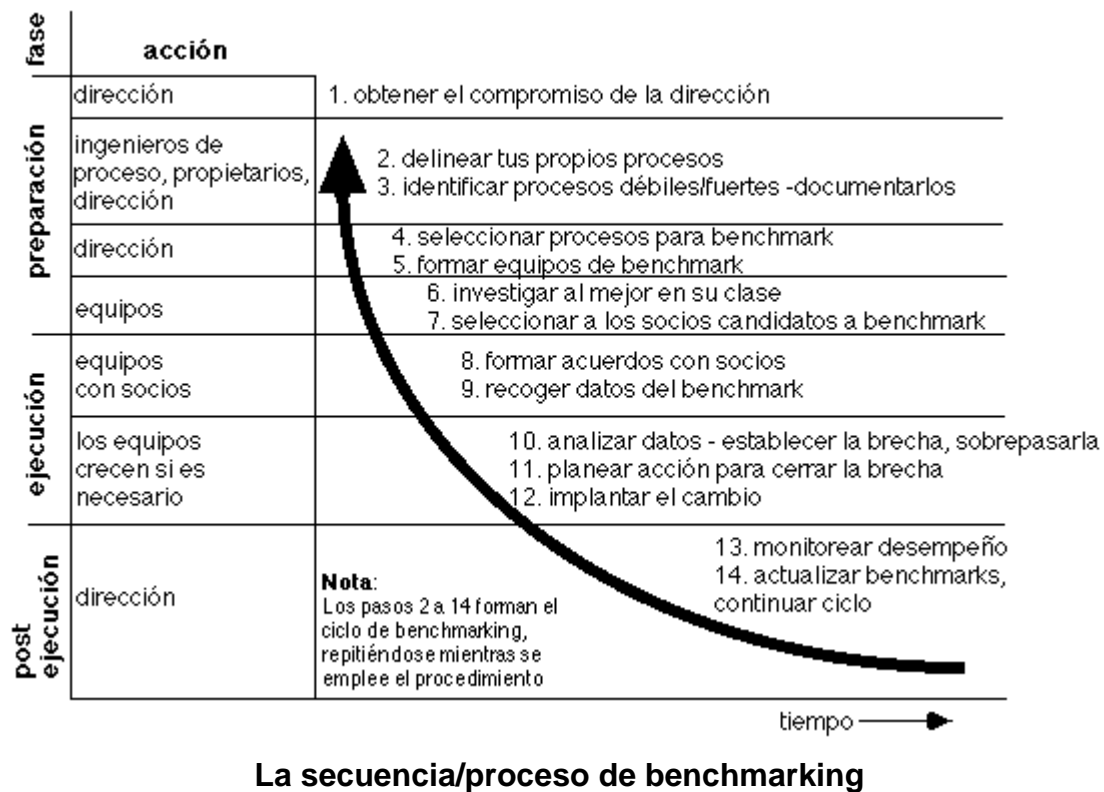 fase
acción
preparación
dirección
1. obtener el compromiso de la dirección
ingenieros de
proceso, propietarios,
dirección
2. delinear tus propios procesos
3. identificar procesos débiles/fuertes -documentarlos
dirección
4. seleccionar procesos para benchmark
5. formar equipos de benchmark
equipos
6. investigar al mejor en su clase
7. seleccionar a los socios candidatos a benchmark
ejecución
equipos
con socios
8. formar acuerdos con socios
9. recoger datos del benchmark
los equipos
crecen si es
necesario
10. analizar datos - establecer la brecha, sobrepasarla
11. planear acción para cerrar la brecha
12. implantar el cambio
post
ejecución
dirección
13. monitorear desempeño
14. actualizar benchmarks,
continuar ciclo
Nota:
Los pasos 2 a 14 forman el
ciclo de benchmarking,
repitiéndose mientras se
emplee el procedimiento
tiempo
La secuencia/proceso de benchmarking